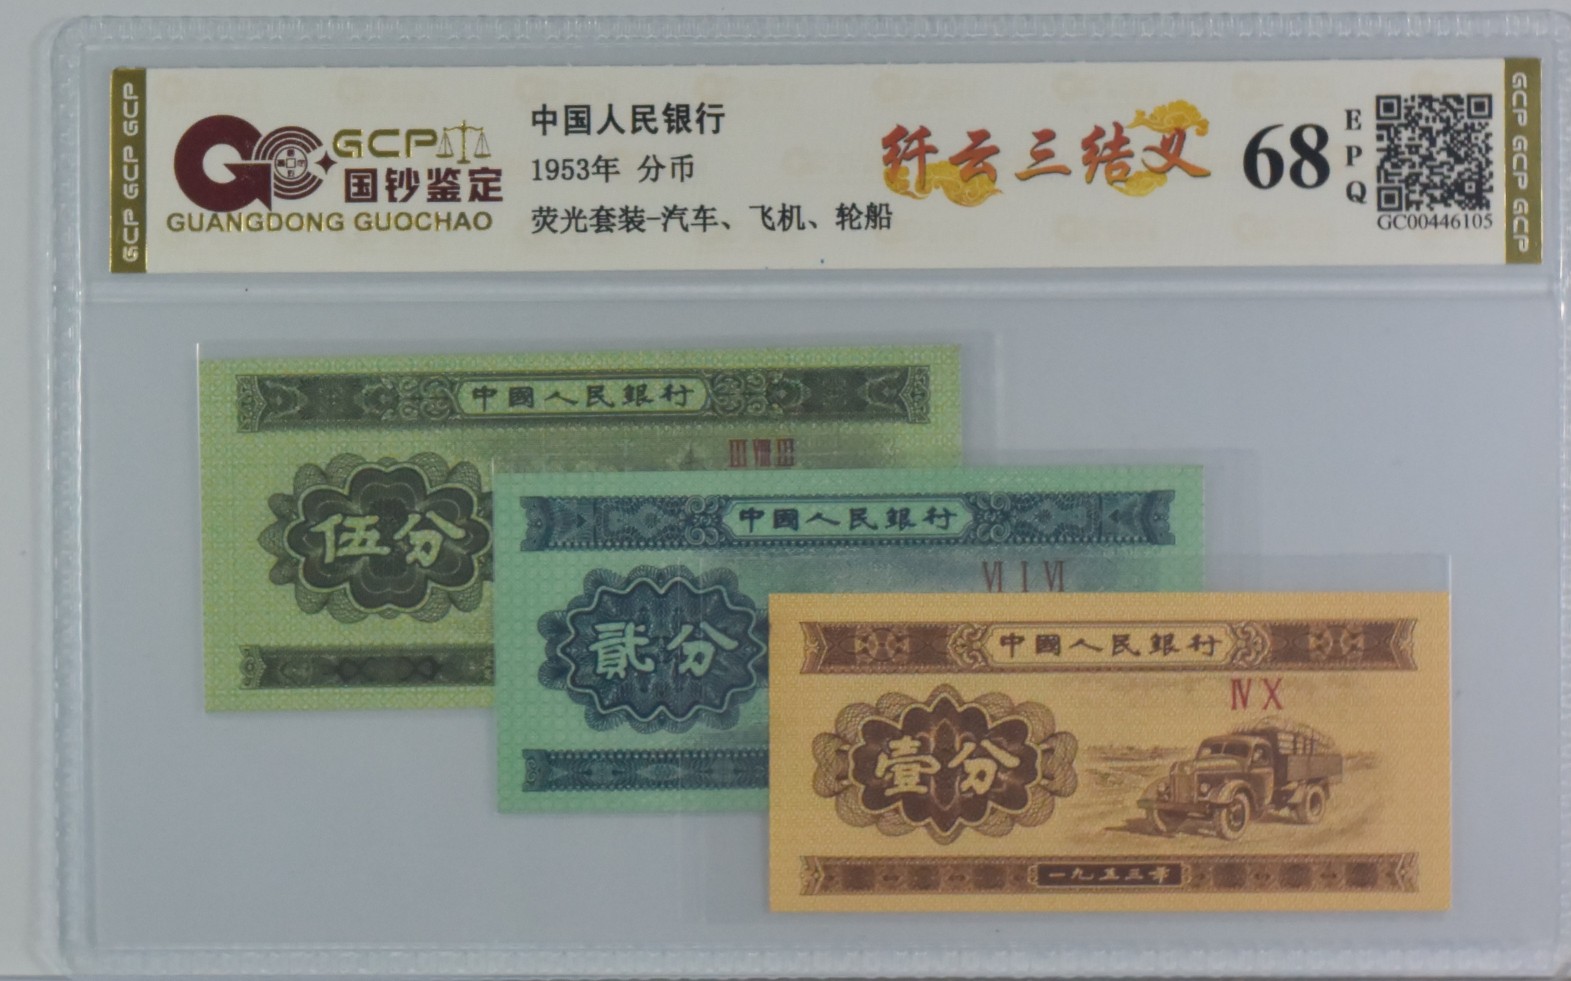 GCP
国钞鉴定
GUANGDONG GUOCHAO
中国人民银行
1953年 分币
荧光套装-汽车、飞机、轮船
纤云三结义
68
EPQ
GC00446105
GCP GCP GCP
GCP GCP GCP
中國人民銀行
III VIII III
伍分
中國人民銀行
VI I VI
貳分
中國人民銀行
IV X
壹分
一九五三年